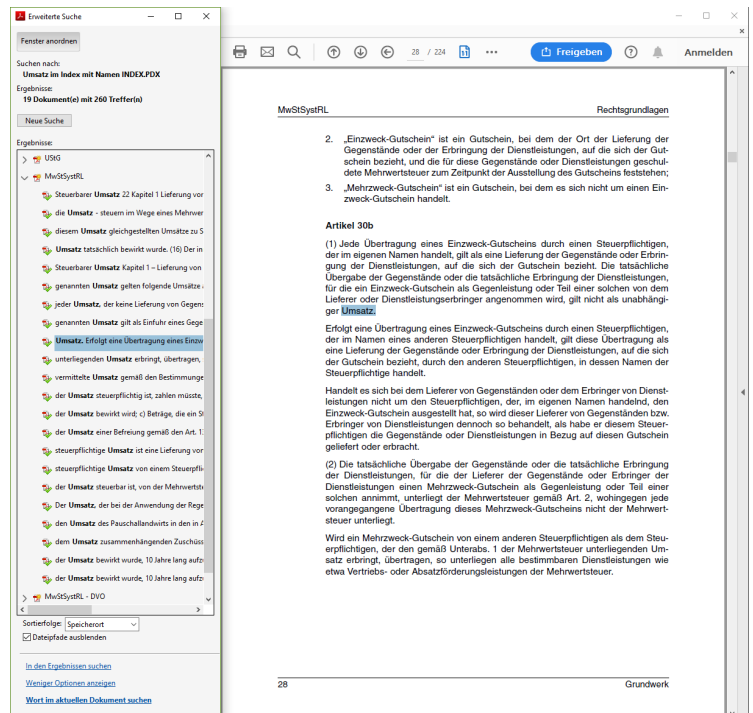 Erweiterte Suche
Fenster anordnen
Suchen nach:
Umsatz im Index mit Namen INDEX.PDX
Ergebnisse:
19 Dokument(e) mit 260 Treffer(n)
Neue Suche
Ergebnisse:
UStG
MwStSystRL
Steuerbarer Umsatz 22 Kapitel 1 Lieferung vor
die Umsatz - steuern im Wege eines Mehrwer
diesem Umsatz gleichgestellten Umsätze zu S
Umsatz tatsächlich bewirkt wurde. (16) Der in
Steuerbarer Umsatz Kapitel 1 – Lieferung von
genannten Umsatz gelten folgende Umsätze
jeder Umsatz, der keine Lieferung von Gegens
genannten Umsatz gilt als Einfuhr eines Gege
Umsatz. Erfolgt eine Übertragung eines Einzw
unterliegenden Umsatz erbringt, übertragen,
vermittelte Umsatz gemäß den Bestimmunge
der Umsatz steuerpflichtig ist, zahlen müsste,
der Umsatz bewirkt wird; c) Beträge, die ein St
der Umsatz einer Befreiung gemäß den Art. 1
steuerpflichtige Umsatz ist eine Lieferung vor
steuerpflichtige Umsatz von einem Steuerpfli
der Umsatz steuerbar ist, von der Mehrwertst
Der Umsatz, der bei der Anwendung der Rege
den Umsatz des Pauschallandwirts in den in A
dem Umsatz zusammenhängenden Zuschüss
der Umsatz bewirkt wurde, 10 Jahre lang aufz
der Umsatz bewirkt wurde, 10 Jahre lang aufz
MwStSystRL - DVO
Sortierfolge: Speicherort
Dateipfade ausblenden
In den Ergebnissen suchen
Weniger Optionen anzeigen
Wort im aktuellen Dokument suchen
28 / 224
Freigeben
Anmelden
MwStSystRL Rechtsgrundlagen
2. „Einzweck-Gutschein“ ist ein Gutschein, bei dem der Ort der Lieferung der
Gegenstände oder der Erbringung der Dienstleistungen, auf die sich der Gut-
schein bezieht, und die für diese Gegenstände oder Dienstleistungen geschul-
dete Mehrwertsteuer zum Zeitpunkt der Ausstellung des Gutscheins feststehen;
3. „Mehrzweck-Gutschein“ ist ein Gutschein, bei dem es sich nicht um einen Ein-
zweck-Gutschein handelt.
Artikel 30b
(1) Jede Übertragung eines Einzweck-Gutscheins durch einen Steuerpflichtigen,
der im eigenen Namen handelt, gilt als eine Lieferung der Gegenstände oder Erbrin-
gung der Dienstleistungen, auf die sich der Gutschein bezieht. Die tatsächliche
Übergabe der Gegenstände oder die tatsächliche Erbringung der Dienstleistungen,
für die ein Einzweck-Gutschein als Gegenleistung oder Teil einer solchen von dem
Lieferer oder Dienstleistungserbringer angenommen wird, gilt nicht als unabhängi-
ger Umsatz.
Erfolgt eine Übertragung eines Einzweck-Gutscheins durch einen Steuerpflichtigen,
der im Namen eines anderen Steuerpflichtigen handelt, gilt diese Übertragung als
eine Lieferung der Gegenstände oder Erbringung der Dienstleistungen, auf die sich
der Gutschein bezieht, durch den anderen Steuerpflichtigen, in dessen Namen der
Steuerpflichtige handelt.
Handelt es sich bei dem Lieferer von Gegenständen oder dem Erbringer von Dienst-
leistungen nicht um den Steuerpflichtigen, der, im eigenen Namen handelnd, den
Einzweck-Gutschein ausgestellt hat, so wird dieser Lieferer von Gegenständen bzw.
Erbringer von Dienstleistungen dennoch so behandelt, als habe er diesem Steuer-
pflichtigen die Gegenstände oder Dienstleistungen in Bezug auf diesen Gutschein
geliefert oder erbracht.
(2) Die tatsächliche Übergabe der Gegenstände oder die tatsächliche Erbringung
der Dienstleistungen, für die der Lieferer der Gegenstände oder Erbringer der
Dienstleistungen einen Mehrzweck-Gutschein als Gegenleistung oder Teil einer
solchen annimmt, unterliegt der Mehrwertsteuer gemäß Art. 2, wohingegen jede
vorangegangene Übertragung dieses Mehrzweck-Gutscheins nicht der Mehrwert-
steuer unterliegt.
Wird ein Mehrzweck-Gutschein von einem anderen Steuerpflichtigen als dem Steu-
erpflichtigen, der den gemäß Unterabs. 1 der Mehrwertsteuer unterliegenden Um-
satz erbringt, übertragen, so unterliegen alle bestimmbaren Dienstleistungen wie
etwa Vertriebs- oder Absatzförderungsleistungen der Mehrwertsteuer.
28 Grundwerk